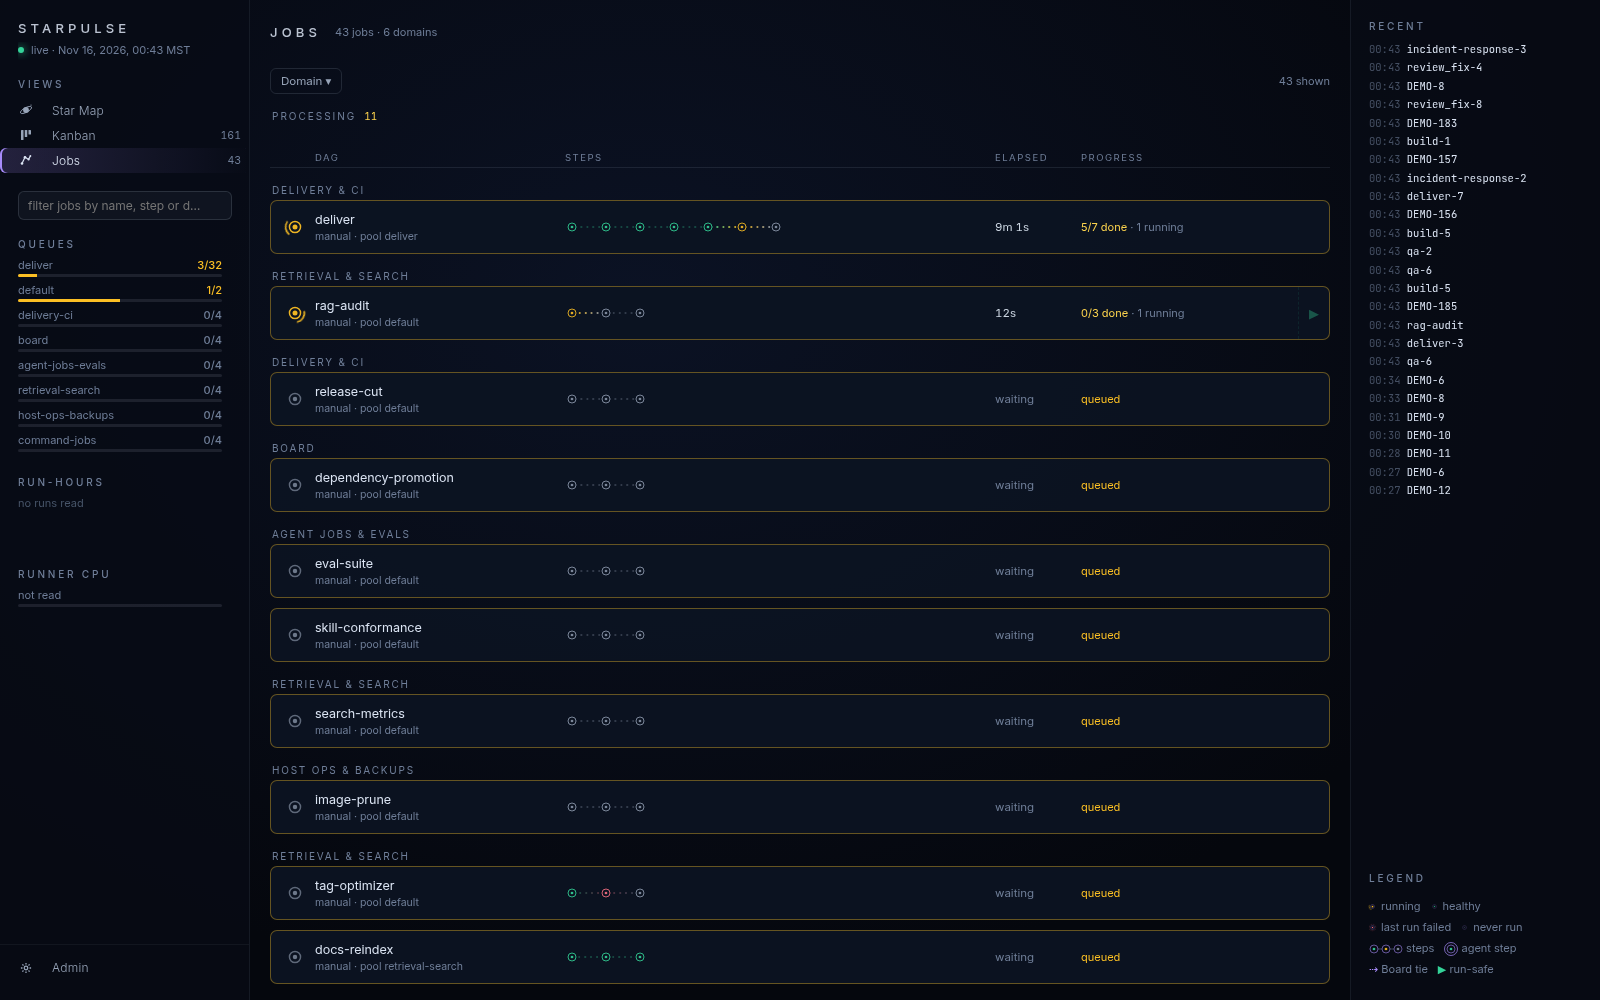 STARPULSE
live · Nov 16, 2026, 00:43 MST
VIEWS
Star Map
Kanban 161
Jobs 43
filter jobs by name, step or d...
QUEUES
deliver 3/32
default 1/2
delivery-ci 0/4
board 0/4
agent-jobs-evals 0/4
retrieval-search 0/4
host-ops-backups 0/4
command-jobs 0/4
RUN-HOURS
no runs read
RUNNER CPU
not read
Admin
JOBS 43 jobs · 6 domains
Domain ▾ 43 shown
PROCESSING 11
DAG STEPS ELAPSED PROGRESS
DELIVERY & CI
deliver
manual · pool deliver
9m 1s 5/7 done · 1 running
RETRIEVAL & SEARCH
rag-audit
manual · pool default
12s 0/3 done · 1 running
DELIVERY & CI
release-cut
manual · pool default
waiting queued
BOARD
dependency-promotion
manual · pool default
waiting queued
AGENT JOBS & EVALS
eval-suite
manual · pool default
waiting queued
skill-conformance
manual · pool default
waiting queued
RETRIEVAL & SEARCH
search-metrics
manual · pool default
waiting queued
HOST OPS & BACKUPS
image-prune
manual · pool default
waiting queued
RETRIEVAL & SEARCH
tag-optimizer
manual · pool default
waiting queued
docs-reindex
manual · pool retrieval-search
waiting queued
RECENT
00:43 incident-response-3
00:43 review_fix-4
00:43 DEMO-8
00:43 review_fix-8
00:43 DEMO-183
00:43 build-1
00:43 DEMO-157
00:43 incident-response-2
00:43 deliver-7
00:43 DEMO-156
00:43 build-5
00:43 qa-2
00:43 qa-6
00:43 build-5
00:43 DEMO-185
00:43 rag-audit
00:43 deliver-3
00:43 qa-6
00:34 DEMO-6
00:33 DEMO-8
00:31 DEMO-9
00:30 DEMO-10
00:28 DEMO-11
00:27 DEMO-6
00:27 DEMO-12
LEGEND
running healthy
last run failed never run
steps agent step
Board tie run-safe